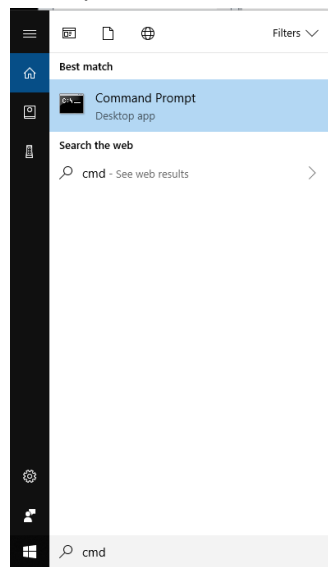 Filters
Best match
C:\_
Command Prompt
Desktop app
Search the web
cmd - See web results
cmd